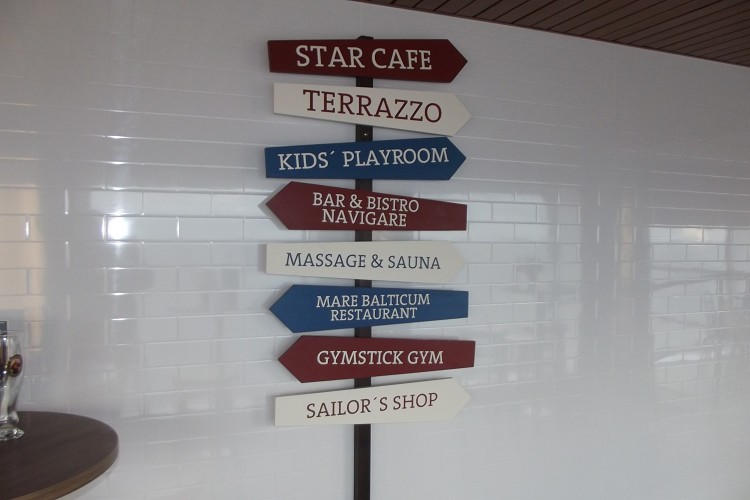 STAR CAFE
TERRAZZO
KIDS´ PLAYROOM
BAR & BISTRO
NAVIGARE
MASSAGE & SAUNA
MARE BALTICUM
RESTAURANT
GYMSTICK GYM
SAILOR´S SHOP